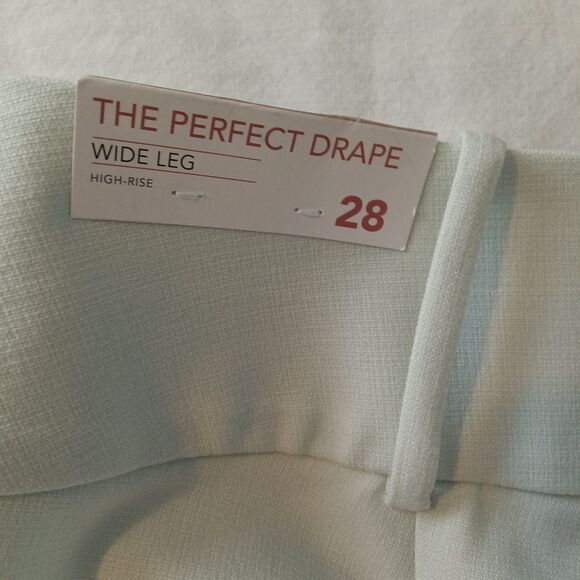 THE PERFECT DRAPE
WIDE LEG
HIGH-RISE
28